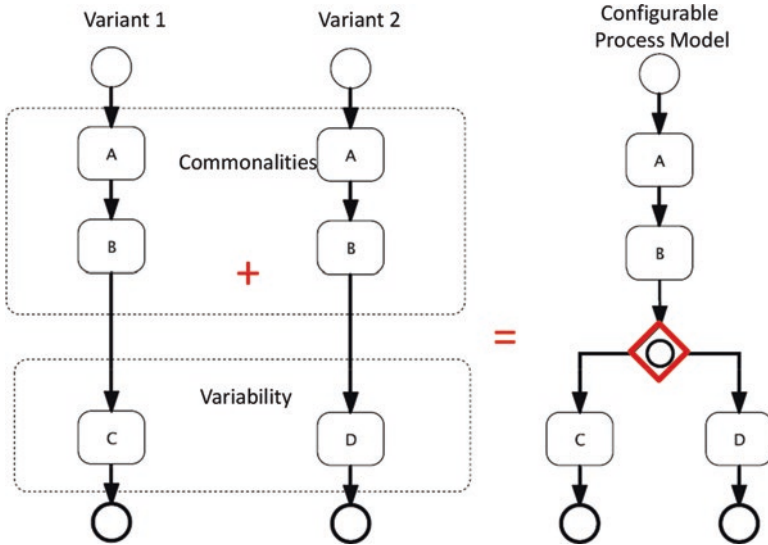 Variant 1
Variant 2
Configurable
Process Model
A
Commonalities
A
A
B
+
B
B
=
Variability
C
D
C
D